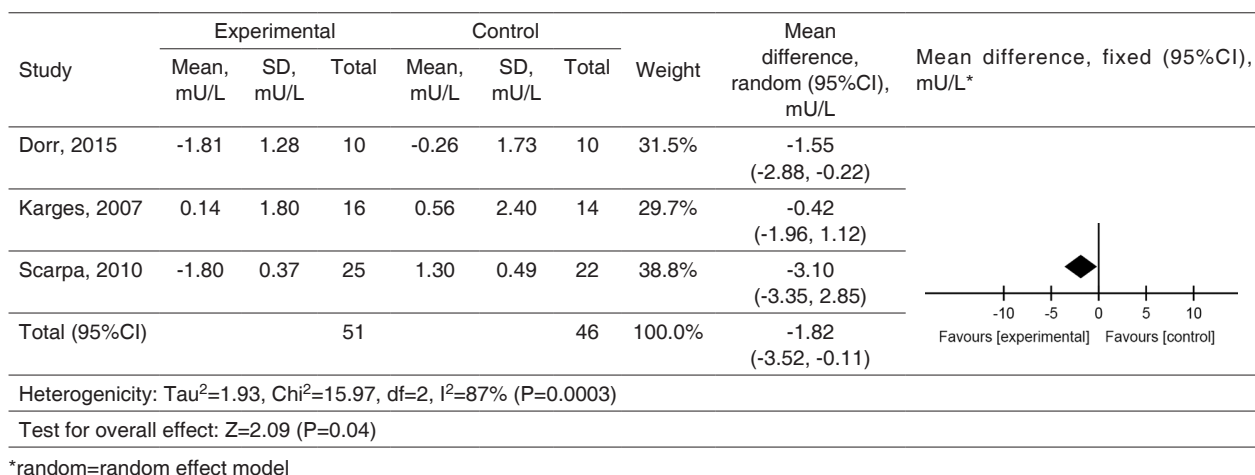 Experimental Control Mean
Study Mean, SD, Total Mean, SD, Total Weight difference, Mean difference, fixed (95%CI),
mU/L mU/L mU/L mU/L random (95%CI), mU/L*
mU/L
Dorr, 2015 -1.81 1.28 10 -0.26 1.73 10 31.5% -1.55
(-2.88, -0.22)
Karges, 2007 0.14 1.80 16 0.56 2.40 14 29.7% -0.42
(-1.96, 1.12)
Scarpa, 2010 -1.80 0.37 25 1.30 0.49 22 38.8% -3.10
(-3.35, 2.85)
-10 -5 0 5 10
Favours [experimental] Favours [control]
Total (95%CI) 51 46 100.0% -1.82
(-3.52, -0.11)
Heterogenicity: Tau²=1.93, Chi²=15.97, df=2, I²=87% (P=0.0003)
Test for overall effect: Z=2.09 (P=0.04)
*random=random effect model